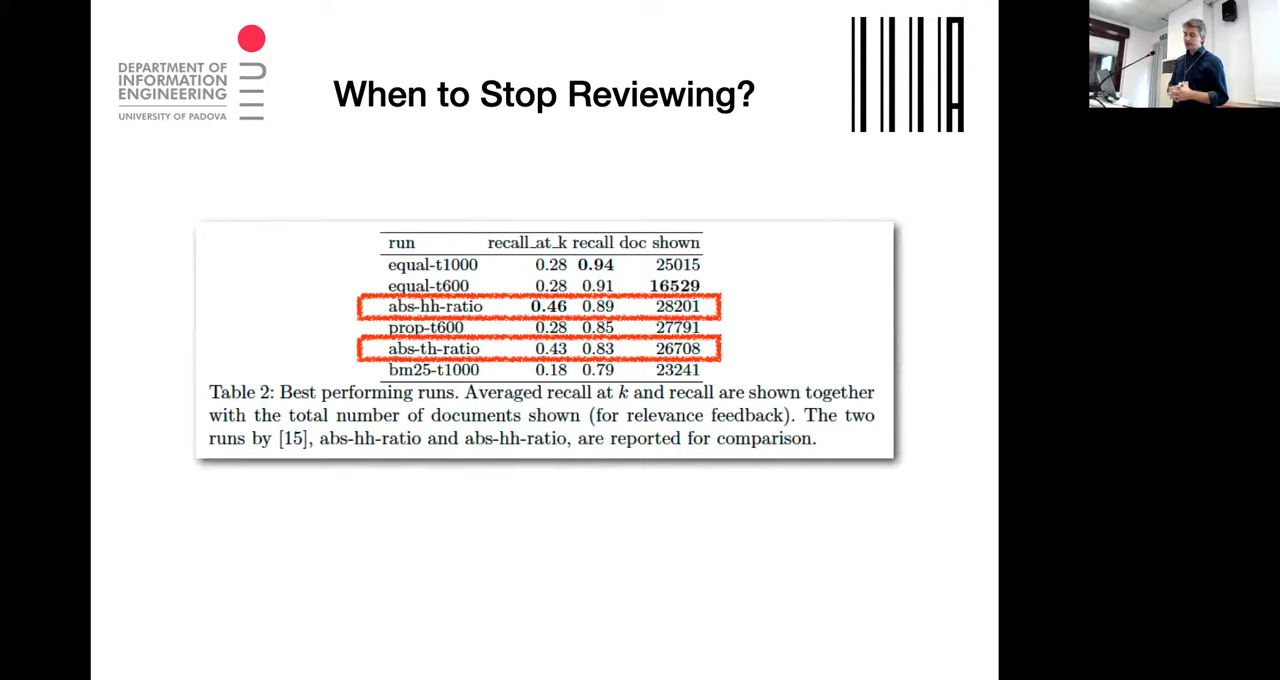 DEPARTMENT OF
INFORMATION
ENGINEERING
UNIVERSITY OF PADOVA
When to Stop Reviewing?
run recall_at_k recall doc shown
equal-t1000 0.28 0.94 25015
equal-t600 0.28 0.91 16529
abs-hh-ratio 0.46 0.89 28201
prop-t600 0.28 0.85 27791
abs-th-ratio 0.43 0.83 26708
bm25-t1000 0.18 0.79 23241
Table 2: Best performing runs. Averaged recall at k and recall are shown together
with the total number of documents shown (for relevance feedback). The two
runs by [15], abs-hh-ratio and abs-hh-ratio, are reported for comparison.